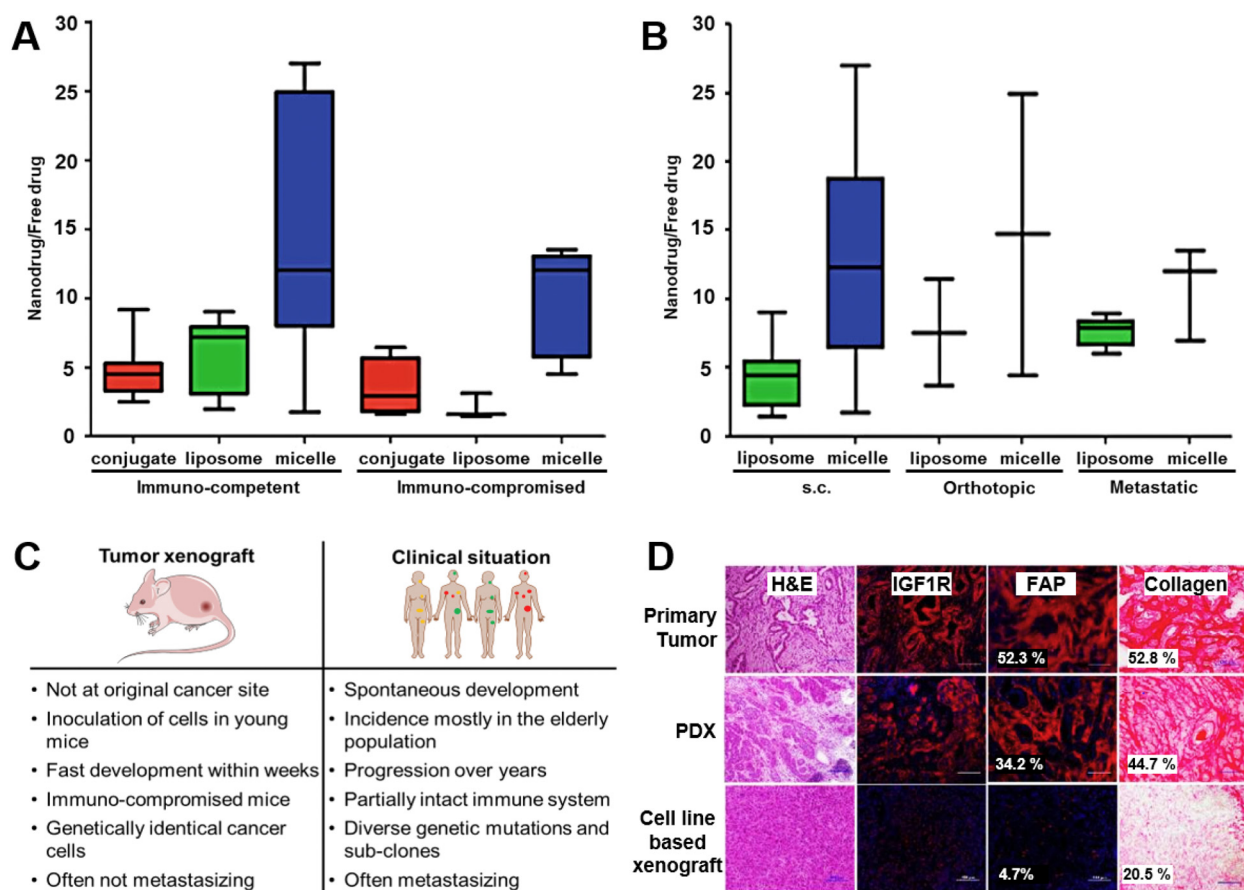 A
Nanodrug/Free drug
30
25
20
15
10
5
0
conjugate liposome micelle conjugate liposome micelle
Immuno-competent Immuno-compromised
B
Nanodrug/Free drug
30
25
20
15
10
5
0
liposome micelle liposome micelle liposome micelle
s.c. Orthotopic Metastatic
C
Tumor xenograft
• Not at original cancer site
• Inoculation of cells in young
mice
• Fast development within weeks
• Immuno-compromised mice
• Genetically identical cancer
cells
• Often not metastasizing
Clinical situation
• Spontaneous development
• Incidence mostly in the elderly
population
• Progression over years
• Partially intact immune system
• Diverse genetic mutations and
sub-clones
• Often metastasizing
D
H&E IGF1R FAP Collagen
Primary
Tumor
52.3 % 52.8 %
PDX
34.2 % 44.7 %
Cell line
based
xenograft
4.7% 20.5 %